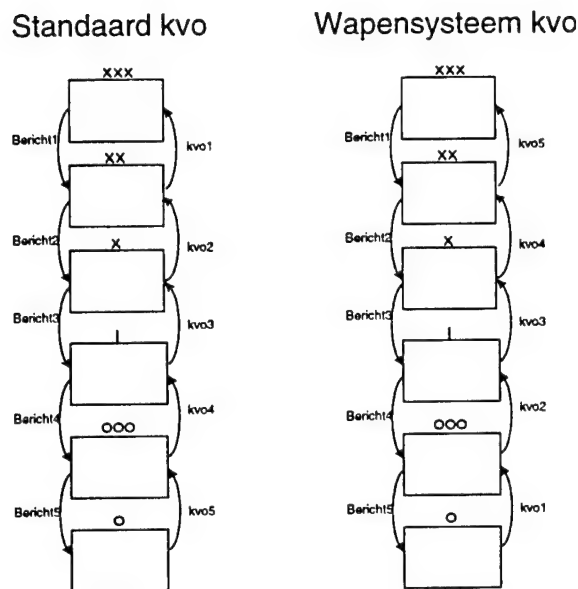 Standaard kvo
xxx
Bericht1
kvo1
xx
Bericht2
kvo2
x
Bericht3
kvo3
I
Bericht4
kvo4
ooo
Bericht5
kvo5
o
Wapensysteem kvo
xxx
Bericht1
kvo5
xx
Bericht2
kvo4
x
Bericht3
kvo3
I
Bericht4
kvo2
ooo
Bericht5
kvo1
o